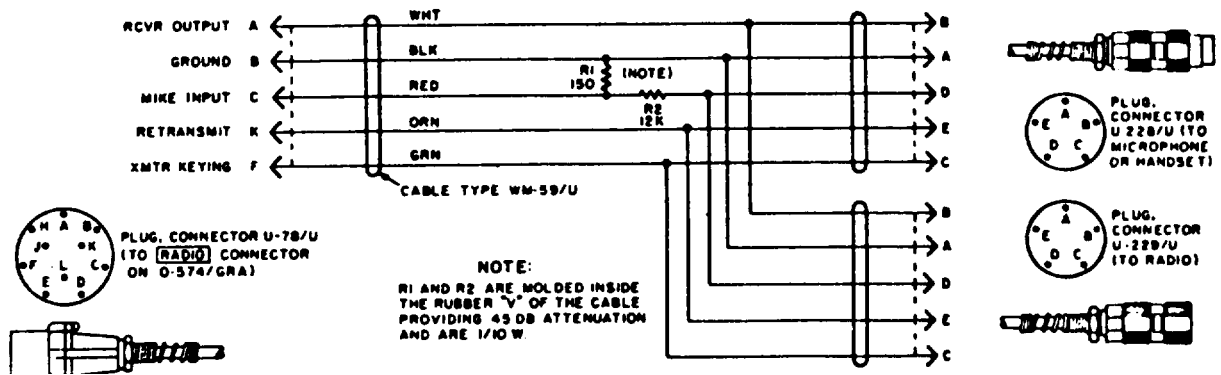 RCVR OUTPUT A WHT B
GROUND B BLK A
R1 150 (NOTE)
MIKE INPUT C RED D
R2 12K
RETRANSMIT K ORN E
XMTR KEYING F GRN C
CABLE TYPE WM-59/U
B
A
D
E
C
PLUG,
CONNECTOR
U-228/U (TO
MICROPHONE
OR HANDSET)
A
E B
D C
PLUG,
CONNECTOR
U-229/U
(TO RADIO)
A
E B
D C
H A B
J K
F L C
E D
PLUG, CONNECTOR U-78/U
(TO RADIO CONNECTOR
ON O-574/GRA)
NOTE:
R1 AND R2 ARE MOLDED INSIDE
THE RUBBER "V" OF THE CABLE
PROVIDING 45 DB ATTENUATION
AND ARE 1/10 W.